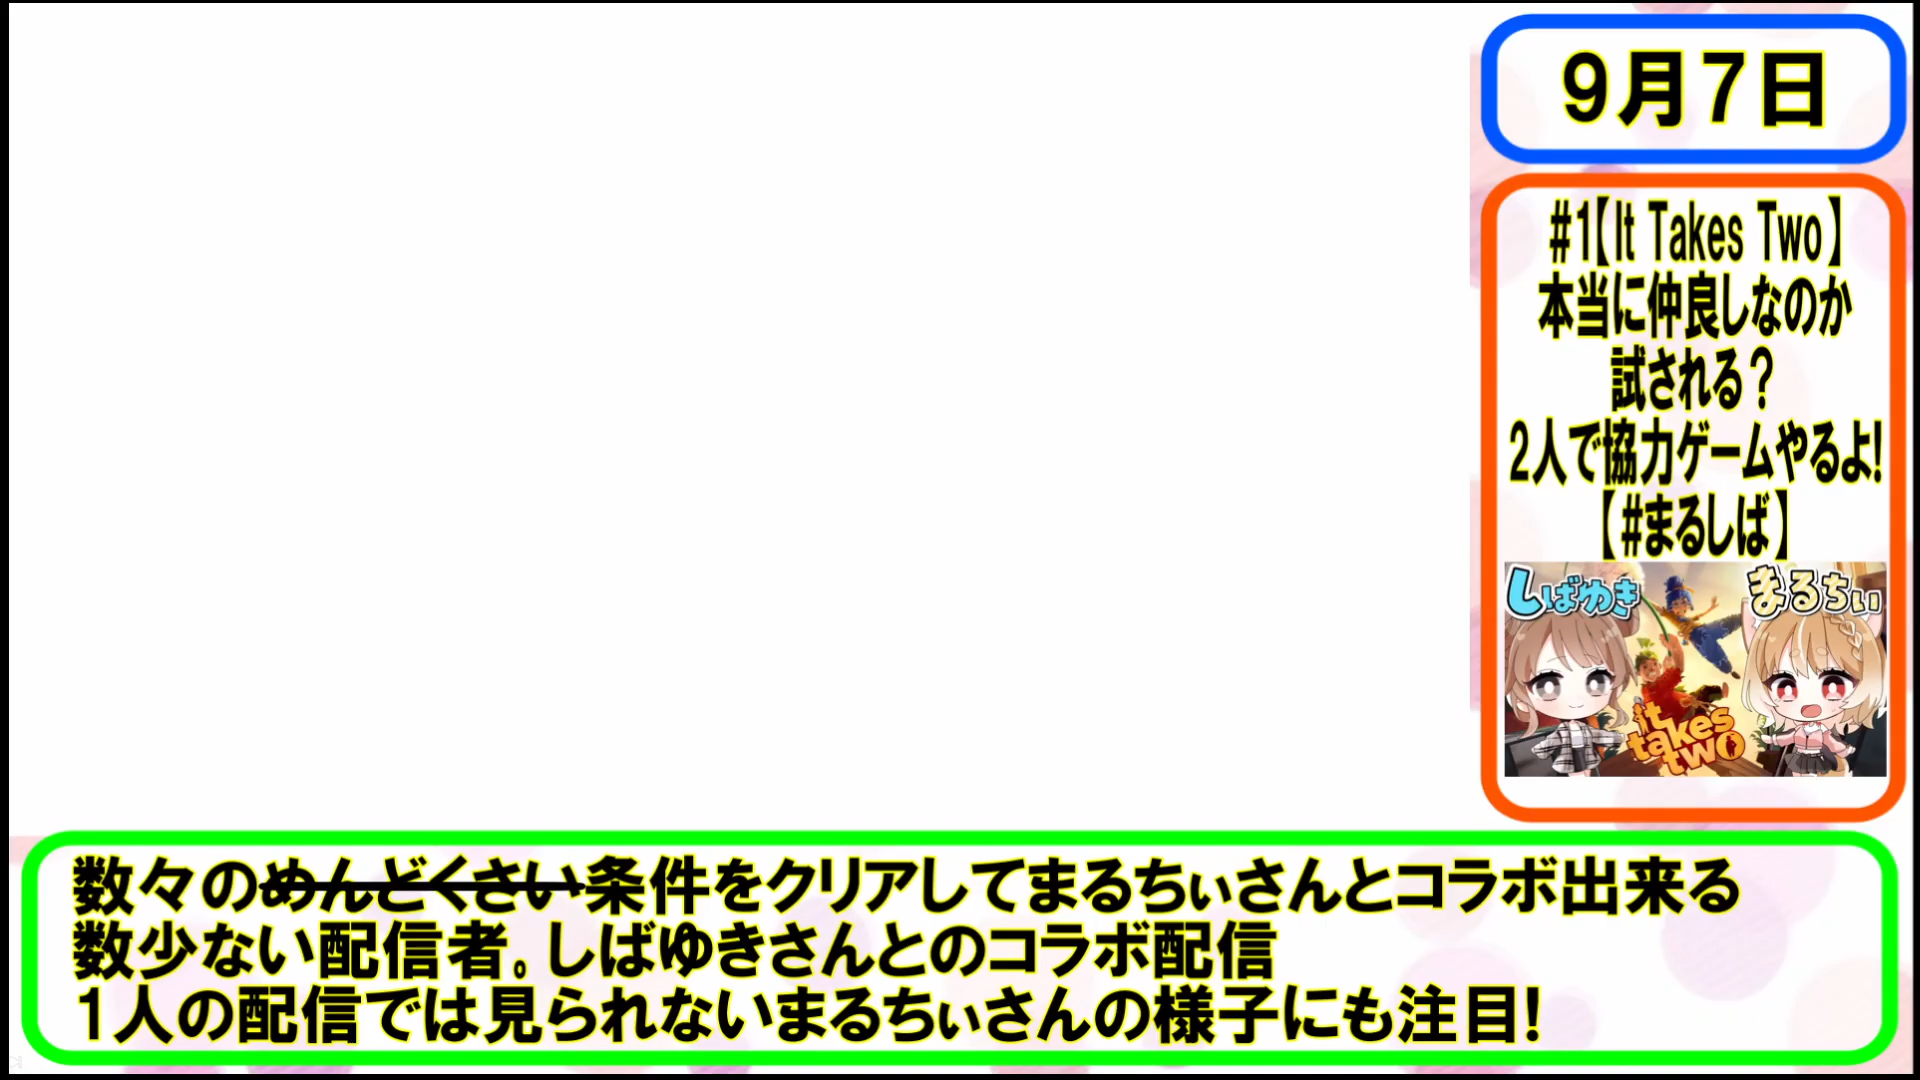 9月7日
#1【It Takes Two】
本当に仲良しなのか
試される?
2人で協力ゲームやるよ!
【#まるしば】
しばゆき
まるちぃ
it
takes
two
数々のめんどくさい条件をクリアしてまるちぃさんとコラボ出来る
数少ない配信者。しばゆきさんとのコラボ配信
1人の配信では見られないまるちぃさんの様子にも注目!